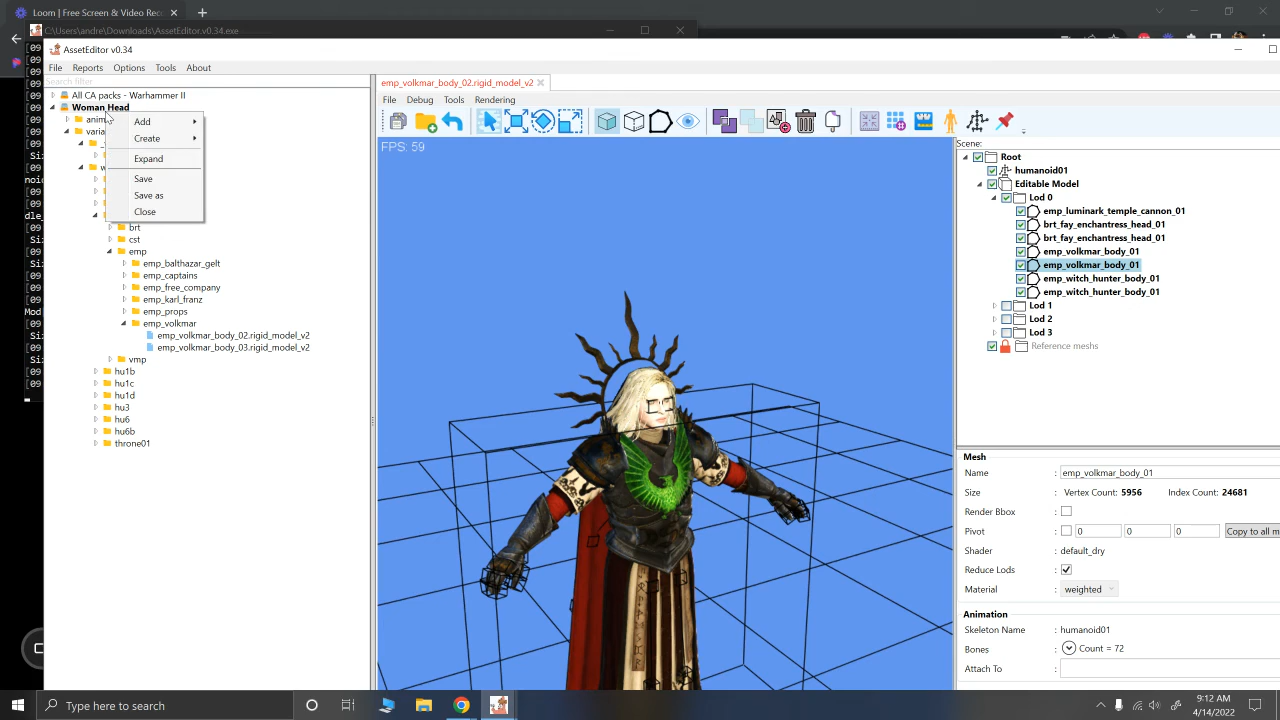 Loom | Free Screen & Video Rec
C:\Users\andre\Downloads\AssetEditor.v0.34.exe
AssetEditor v0.34
File Reports Options Tools About
Search filter
All CA packs - Warhammer II
Woman Head
Add
Create
Expand
Save
Save as
Close
brt
cst
emp
emp_balthazar_gelt
emp_captains
emp_free_company
emp_karl_franz
emp_props
emp_volkmar
emp_volkmar_body_02.rigid_model_v2
emp_volkmar_body_03.rigid_model_v2
vmp
hu1b
hu1c
hu1d
hu3
hu6
hu6b
throne01
emp_volkmar_body_02.rigid_model_v2
File Debug Tools Rendering
FPS: 59
Scene:
Root
humanoid01
Editable Model
Lod 0
emp_luminark_temple_cannon_01
brt_fay_enchantress_head_01
brt_fay_enchantress_head_01
emp_volkmar_body_01
emp_volkmar_body_01
emp_witch_hunter_body_01
emp_witch_hunter_body_01
Lod 1
Lod 2
Lod 3
Reference meshs
Mesh
Name : emp_volkmar_body_01
Size : Vertex Count: 5956 Index Count: 24681
Render Bbox :
Pivot : 0 0 0 Copy to all m
Shader : default_dry
Reduce Lods :
Material : weighted
Animation
Skeleton Name : humanoid01
Bones : Count = 72
Attach To :
Type here to search
9:12 AM
4/14/2022